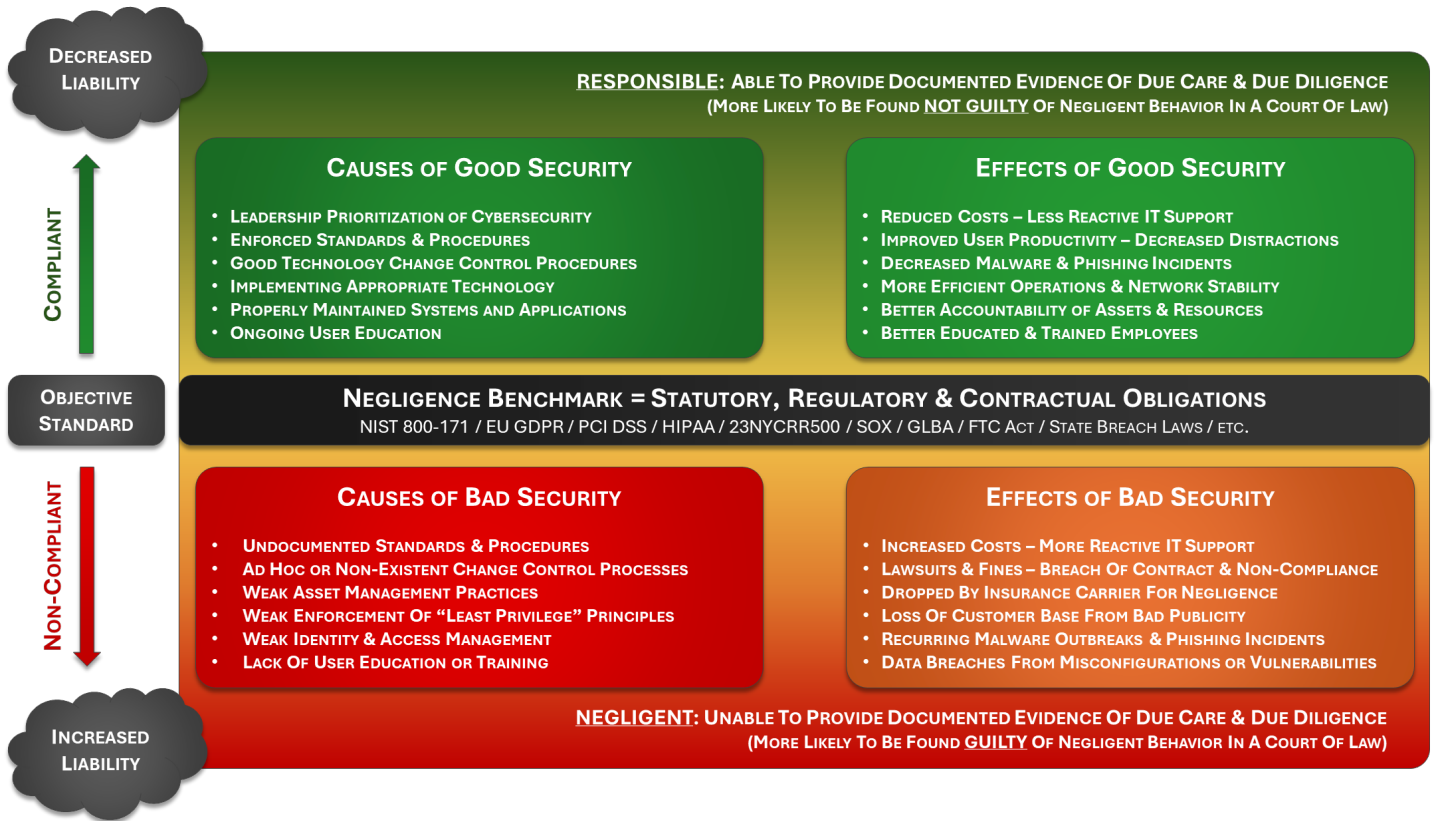 DECREASED
LIABILITY
RESPONSIBLE: ABLE TO PROVIDE DOCUMENTED EVIDENCE OF DUE CARE & DUE DILIGENCE
(MORE LIKELY TO BE FOUND NOT GUILTY OF NEGLIGENT BEHAVIOR IN A COURT OF LAW)
COMPLIANT
CAUSES OF GOOD SECURITY
• LEADERSHIP PRIORITIZATION OF CYBERSECURITY
• ENFORCED STANDARDS & PROCEDURES
• GOOD TECHNOLOGY CHANGE CONTROL PROCEDURES
• IMPLEMENTING APPROPRIATE TECHNOLOGY
• PROPERLY MAINTAINED SYSTEMS AND APPLICATIONS
• ONGOING USER EDUCATION
EFFECTS OF GOOD SECURITY
• REDUCED COSTS – LESS REACTIVE IT SUPPORT
• IMPROVED USER PRODUCTIVITY – DECREASED DISTRACTIONS
• DECREASED MALWARE & PHISHING INCIDENTS
• MORE EFFICIENT OPERATIONS & NETWORK STABILITY
• BETTER ACCOUNTABILITY OF ASSETS & RESOURCES
• BETTER EDUCATED & TRAINED EMPLOYEES
OBJECTIVE
STANDARD
NEGLIGENCE BENCHMARK = STATUTORY, REGULATORY & CONTRACTUAL OBLIGATIONS
NIST 800-171 / EU GDPR / PCI DSS / HIPAA / 23NYCRR500 / SOX / GLBA / FTC ACT / STATE BREACH LAWS / ETC.
NON-COMPLIANT
CAUSES OF BAD SECURITY
• UNDOCUMENTED STANDARDS & PROCEDURES
• AD HOC OR NON-EXISTENT CHANGE CONTROL PROCESSES
• WEAK ASSET MANAGEMENT PRACTICES
• WEAK ENFORCEMENT OF “LEAST PRIVILEGE” PRINCIPLES
• WEAK IDENTITY & ACCESS MANAGEMENT
• LACK OF USER EDUCATION OR TRAINING
EFFECTS OF BAD SECURITY
• INCREASED COSTS – MORE REACTIVE IT SUPPORT
• LAWSUITS & FINES – BREACH OF CONTRACT & NON-COMPLIANCE
• DROPPED BY INSURANCE CARRIER FOR NEGLIGENCE
• LOSS OF CUSTOMER BASE FROM BAD PUBLICITY
• RECURRING MALWARE OUTBREAKS & PHISHING INCIDENTS
• DATA BREACHES FROM MISCONFIGURATIONS OR VULNERABILITIES
INCREASED
LIABILITY
NEGLIGENT: UNABLE TO PROVIDE DOCUMENTED EVIDENCE OF DUE CARE & DUE DILIGENCE
(MORE LIKELY TO BE FOUND GUILTY OF NEGLIGENT BEHAVIOR IN A COURT OF LAW)